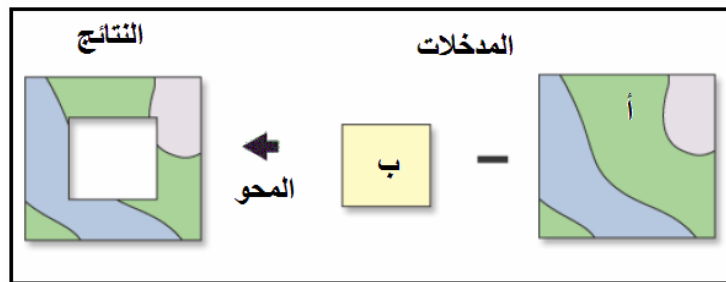 المدخلات
النتائج
أ
ب
المحو